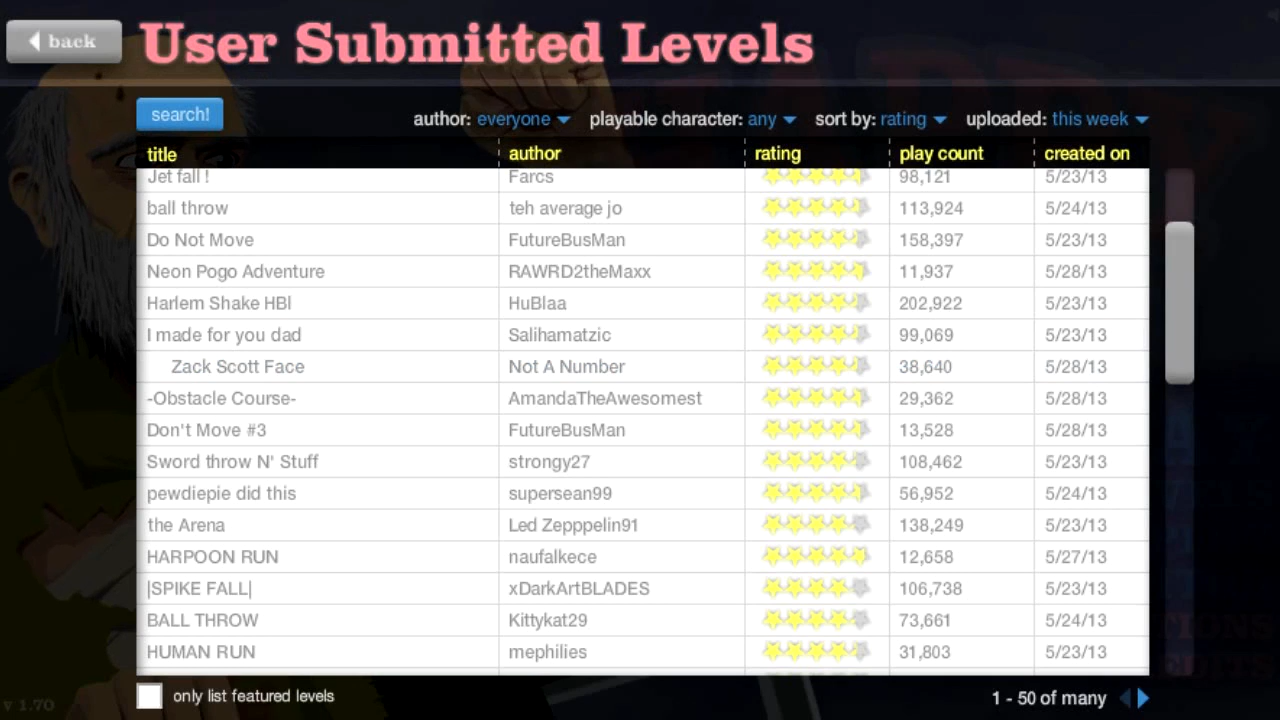 back
User Submitted Levels
search!
author: everyone playable character: any sort by: rating uploaded: this week
title author rating play count created on
Jet fall ! Farcs 98,121 5/23/13
ball throw teh average jo 113,924 5/24/13
Do Not Move FutureBusMan 158,397 5/23/13
Neon Pogo Adventure RAWRD2theMaxx 11,937 5/28/13
Harlem Shake HBl HuBlaa 202,922 5/23/13
I made for you dad Salihamatzic 99,069 5/23/13
Zack Scott Face Not A Number 38,640 5/28/13
-Obstacle Course- AmandaTheAwesomest 29,362 5/28/13
Don't Move #3 FutureBusMan 13,528 5/28/13
Sword throw N' Stuff strongy27 108,462 5/23/13
pewdiepie did this supersean99 56,952 5/24/13
the Arena Led Zepppelin91 138,249 5/23/13
HARPOON RUN naufalkece 12,658 5/27/13
|SPIKE FALL| xDarkArtBLADES 106,738 5/23/13
BALL THROW Kittykat29 73,661 5/24/13
HUMAN RUN mephilies 31,803 5/23/13
only list featured levels 1 - 50 of many
v 1.70